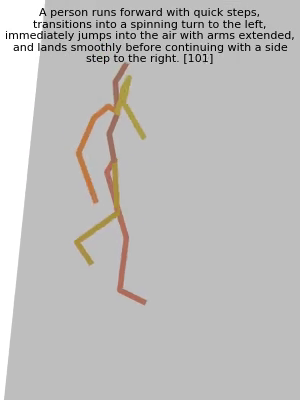 A person runs forward with quick steps,
transitions into a spinning turn to the left,
immediately jumps into the air with arms extended,
and lands smoothly before continuing with a side
step to the right. [101]